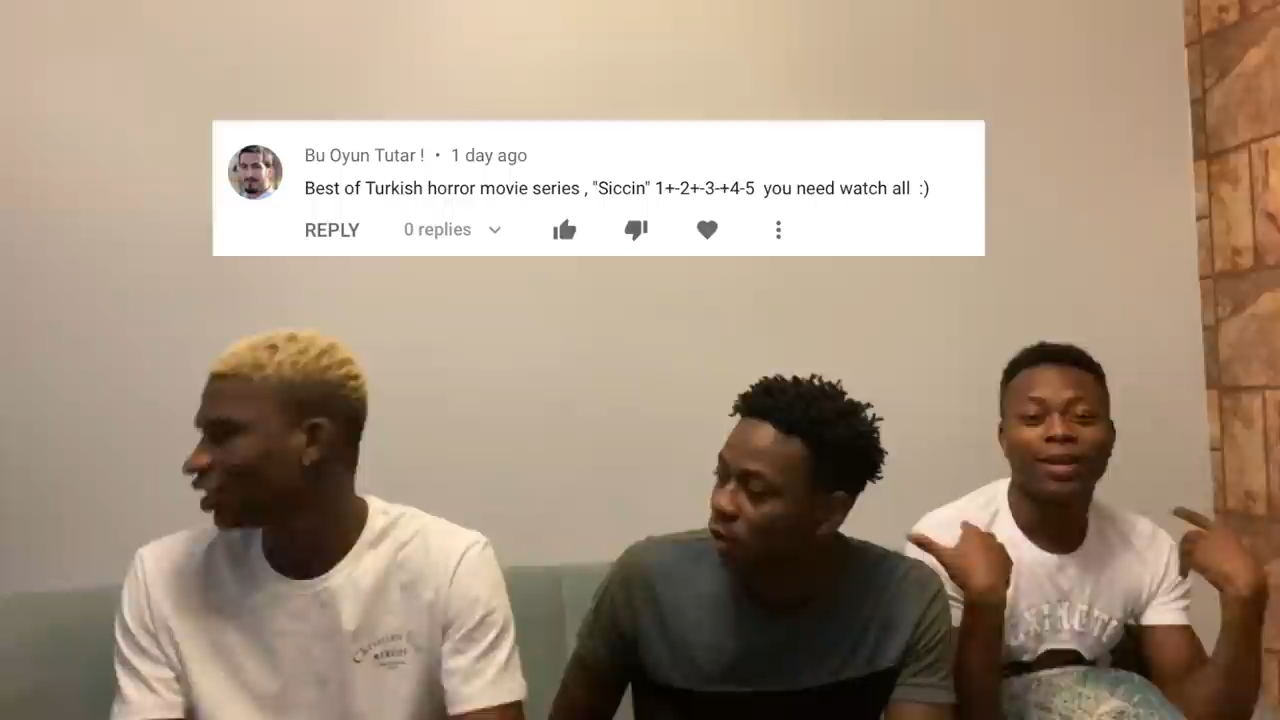 Bu Oyun Tutar ! • 1 day ago
Best of Turkish horror movie series , "Siccin" 1+-2+-3-+4-5 you need watch all :)
REPLY 0 replies